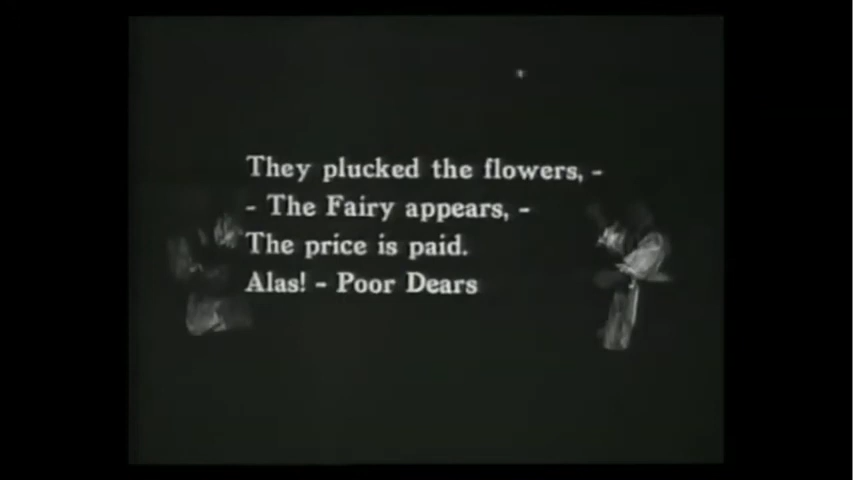 They plucked the flowers, -
- The Fairy appears, -
The price is paid.
Alas! - Poor Dears